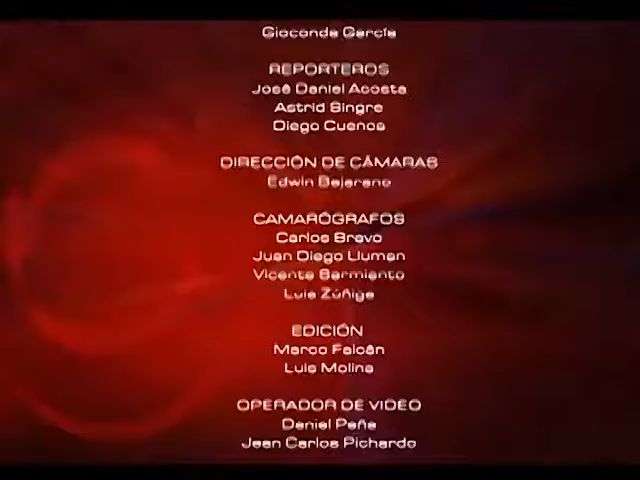 Gioconda García
REPORTEROS
José Daniel Acosta
Astrid Singre
Diego Cuenca
DIRECCIÓN DE CÁMARAS
Edwin Bejarano
CAMARÓGRAFOS
Carlos Bravo
Juan Diego Lluman
Vicente Sarmiento
Luis Zúñiga
EDICIÓN
Marco Falcán
Luis Molina
OPERADOR DE VIDEO
Daniel Peña
Jean Carlos Pichardo